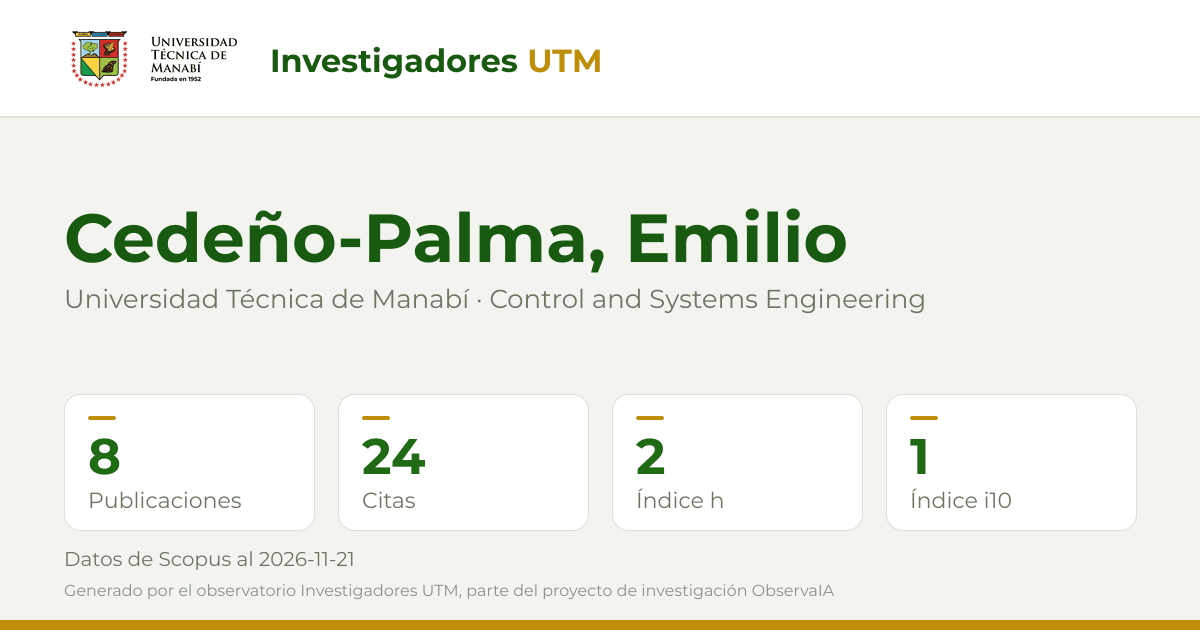 UNIVERSIDAD
TÉCNICA DE
MANABÍ
Fundada en 1952
Investigadores UTM
Cedeño-Palma, Emilio
Universidad Técnica de Manabí · Control and Systems Engineering
8
Publicaciones
24
Citas
2
Índice h
1
Índice i10
Datos de Scopus al 2026-11-21
Generado por el observatorio Investigadores UTM, parte del proyecto de investigación ObservaIA